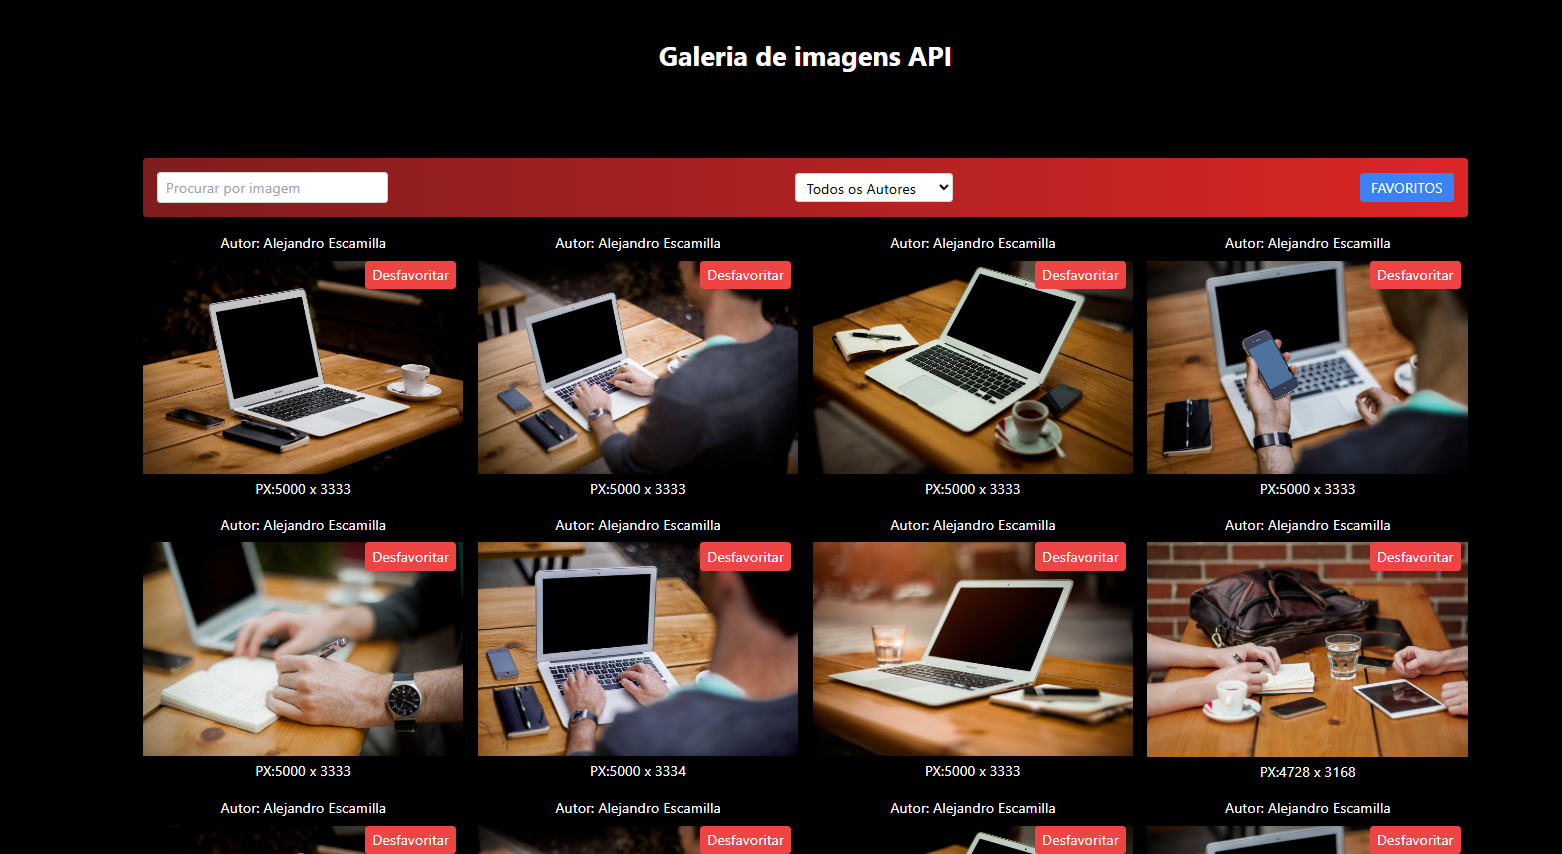 Galeria de imagens API
Procurar por imagem
Todos os Autores
FAVORITOS
Autor: Alejandro Escamilla
Autor: Alejandro Escamilla
Autor: Alejandro Escamilla
Autor: Alejandro Escamilla
Desfavoritar
Desfavoritar
Desfavoritar
Desfavoritar
PX:5000 x 3333
PX:5000 x 3333
PX:5000 x 3333
PX:5000 x 3333
Autor: Alejandro Escamilla
Autor: Alejandro Escamilla
Autor: Alejandro Escamilla
Autor: Alejandro Escamilla
Desfavoritar
Desfavoritar
Desfavoritar
Desfavoritar
PX:5000 x 3333
PX:5000 x 3334
PX:5000 x 3333
PX:4728 x 3168
Autor: Alejandro Escamilla
Autor: Alejandro Escamilla
Autor: Alejandro Escamilla
Autor: Alejandro Escamilla
Desfavoritar
Desfavoritar
Desfavoritar
Desfavoritar